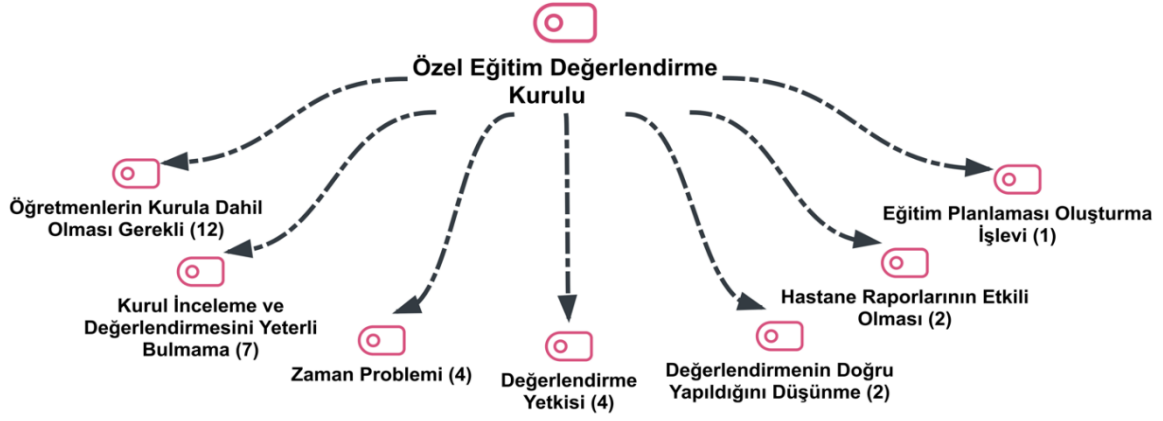 Özel Eğitim Değerlendirme
Kurulu
Öğretmenlerin Kurula Dahil
Olması Gerekli (12)
Kurul İnceleme ve
Değerlendirmesini Yeterli
Bulmama (7)
Zaman Problemi (4)
Değerlendirme
Yetkisi (4)
Değerlendirmenin Doğru
Yapıldığını Düşünme (2)
Hastane Raporlarının Etkili
Olması (2)
Eğitim Planlaması Oluşturma
İşlevi (1)